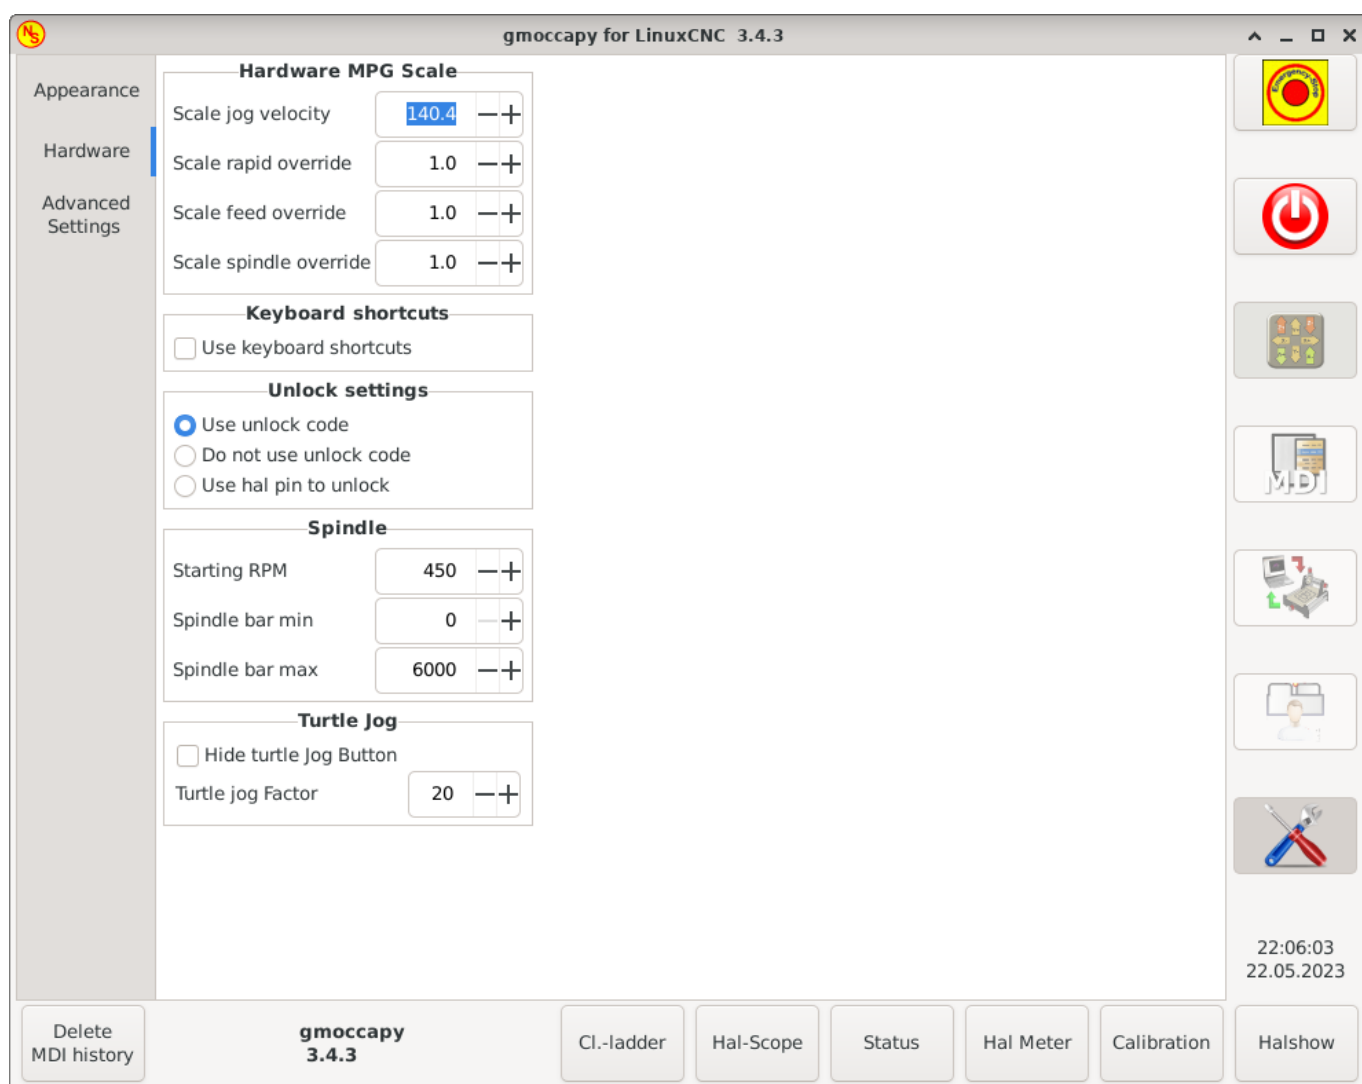 NS
gmoccapy for LinuxCNC 3.4.3
Appearance
Hardware
Advanced
Settings
Hardware MPG Scale
Scale jog velocity 140.4
Scale rapid override 1.0
Scale feed override 1.0
Scale spindle override 1.0
Keyboard shortcuts
Use keyboard shortcuts
Unlock settings
Use unlock code
Do not use unlock code
Use hal pin to unlock
Spindle
Starting RPM 450
Spindle bar min 0
Spindle bar max 6000
Turtle Jog
Hide turtle Jog Button
Turtle jog Factor 20
Emergency-Stop
MDI
22:06:03
22.05.2023
Delete
MDI history
gmoccapy
3.4.3
Cl.-ladder
Hal-Scope
Status
Hal Meter
Calibration
Halshow